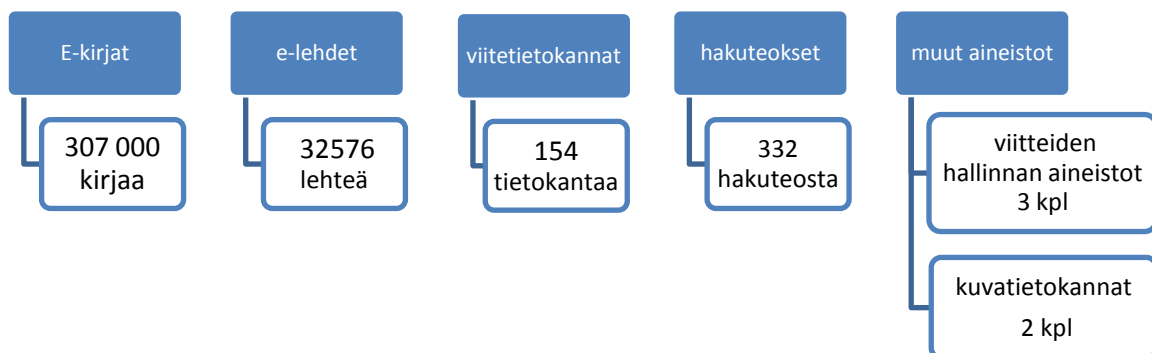 E-kirjat
307 000
kirjaa
e-lehdet
32576
lehteä
viitetietokannat
154
tietokantaa
hakuteokset
332
hakuteosta
muut aineistot
viitteiden
hallinnan aineistot
3 kpl
kuvatietokannat
2 kpl